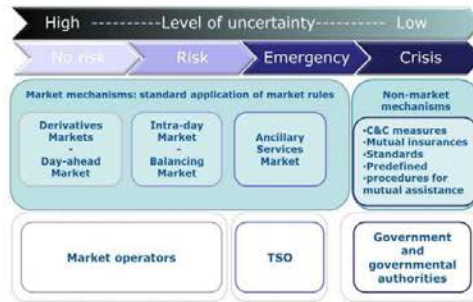 High ---------- Level of uncertainty ---------- Low
No risk Risk Emergency Crisis
Market mechanisms: standard application of market rules
Derivatives
Markets
-
Day-ahead
Market
Intra-day
Market
-
Balancing
Market
Ancillary
Services
Market
Non-market
mechanisms
•C&C measures
•Mutual insurances
•Standards
•Predefined
•procedures for
mutual assistance
Market operators
TSO
Government
and
governmental
authorities